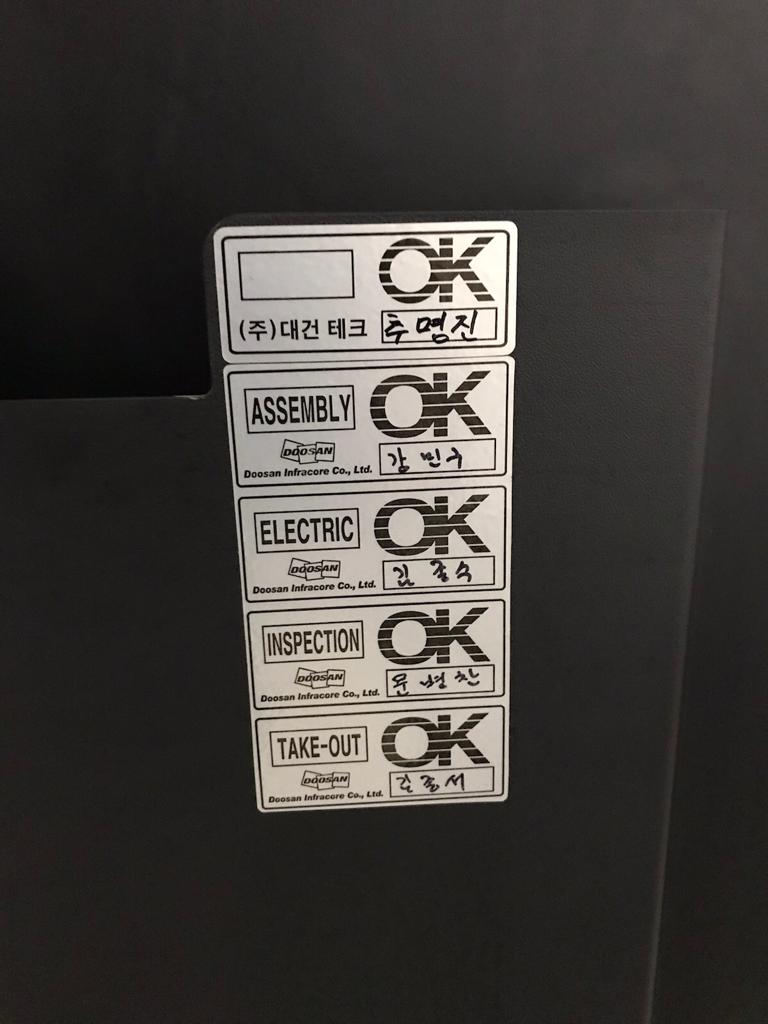 OK
(주)대건 테크 추명진
ASSEMBLY OK
DOOSAN 강민구
Doosan Infracore Co., Ltd.
ELECTRIC OK
DOOSAN 김종수
Doosan Infracore Co., Ltd.
INSPECTION OK
DOOSAN
Doosan Infracore Co., Ltd.
TAKE-OUT OK
DOOSAN
Doosan Infracore Co., Ltd.